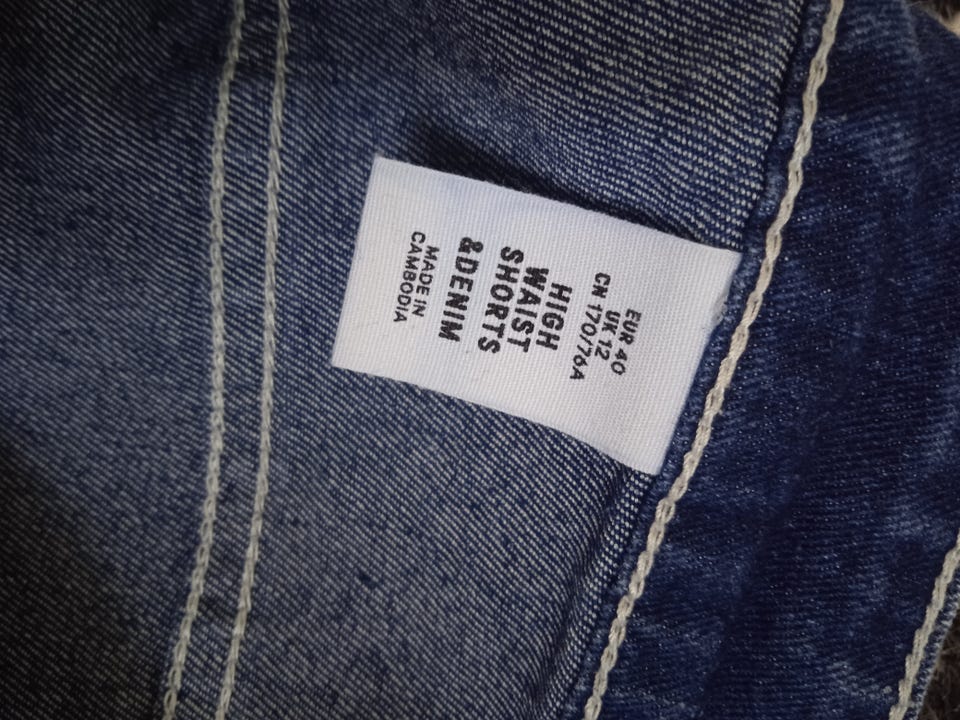 EUR 40
UK 12
CN 170/76A
HIGH
WAIST
SHORTS
&DENIM
MADE IN
CAMBODIA